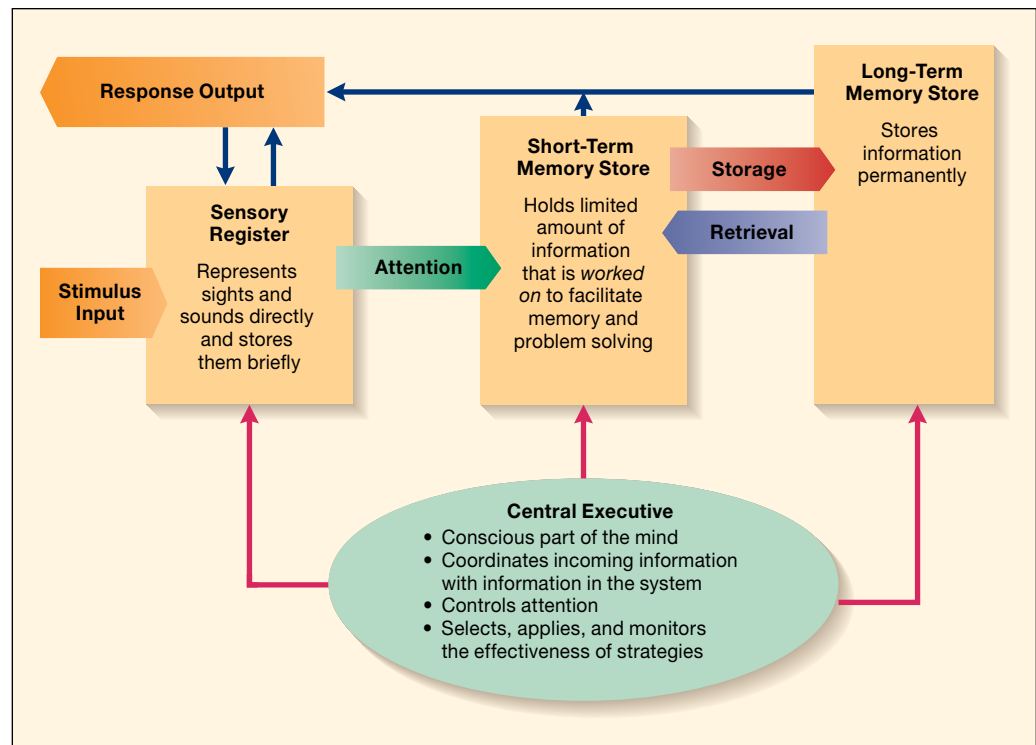 Response Output
Long-Term
Memory Store
Stores
information
permanently
Short-Term
Memory Store
Holds limited
amount of
information
that is worked
on to facilitate
memory and
problem solving
Storage
Retrieval
Sensory
Register
Represents
sights and
sounds directly
and stores
them briefly
Attention
Stimulus
Input
Central Executive
• Conscious part of the mind
• Coordinates incoming information
with information in the system
• Controls attention
• Selects, applies, and monitors
the effectiveness of strategies